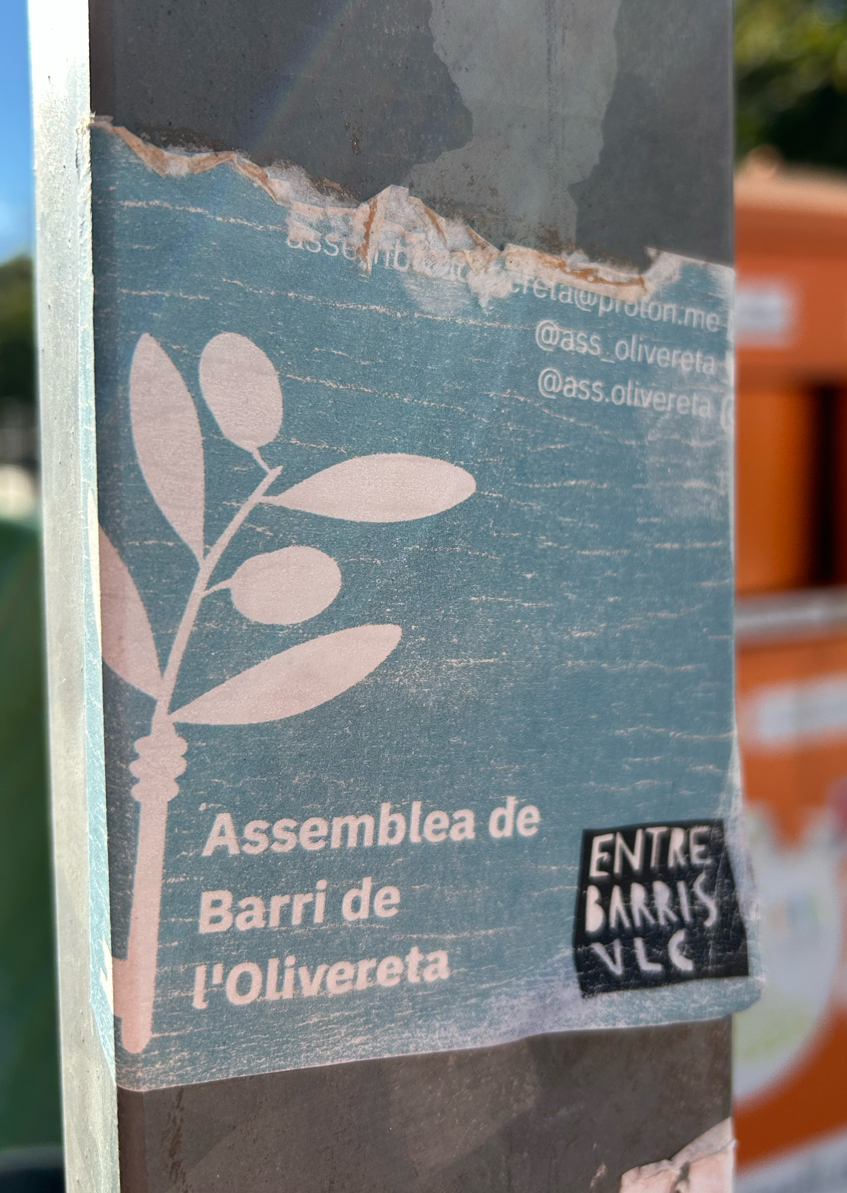 @ass_olivereta
@ass.olivereta
Assemblea de
Barri de
l'Olivereta
ENTRE
BARRIS
VLC